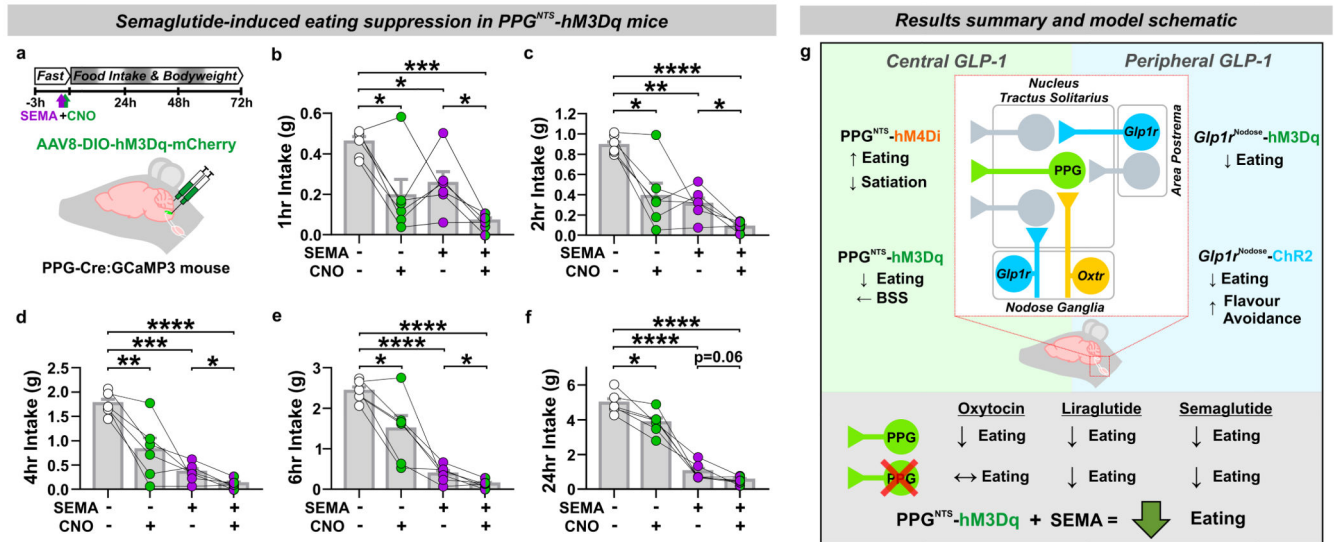 Semaglutide-induced eating suppression in PPG^NTS-hM3Dq mice
a
Fast
Food Intake & Bodyweight
-3h 0h 24h 48h 72h
SEMA+CNO
AAV8-DIO-hM3Dq-mCherry
PPG-Cre:GCaMP3 mouse
b
***
*
* *
1hr Intake (g)
0.6
0.4
0.2
0.0
SEMA - - + +
CNO - + - +
c
****
**
* *
2hr Intake (g)
1.2
1.0
0.8
0.6
0.4
0.2
0.0
SEMA - - + +
CNO - + - +
d
****
***
** *
4hr Intake (g)
2.5
2.0
1.5
1.0
0.5
0.0
SEMA - - + +
CNO - + - +
e
****
****
* *
6hr Intake (g)
3
2
1
0
SEMA - - + +
CNO - + - +
f
****
****
* p=0.06
24hr Intake (g)
6
4
2
0
SEMA - - + +
CNO - + - +
Results summary and model schematic
g
Central GLP-1
Peripheral GLP-1
Nucleus
Tractus Solitarius
Glp1r
PPG
Area Postrema
Glp1r
Oxtr
Nodose Ganglia
PPG^NTS-hM4Di
↑ Eating
↓ Satiation
PPG^NTS-hM3Dq
↓ Eating
← BSS
Glp1r^Nodose-hM3Dq
↓ Eating
Glp1r^Nodose-ChR2
↓ Eating
↑ Flavour
Avoidance
Oxytocin Liraglutide Semaglutide
PPG ↓ Eating ↓ Eating ↓ Eating
PPG ↔ Eating ↓ Eating ↓ Eating
PPG^NTS-hM3Dq + SEMA = Eating